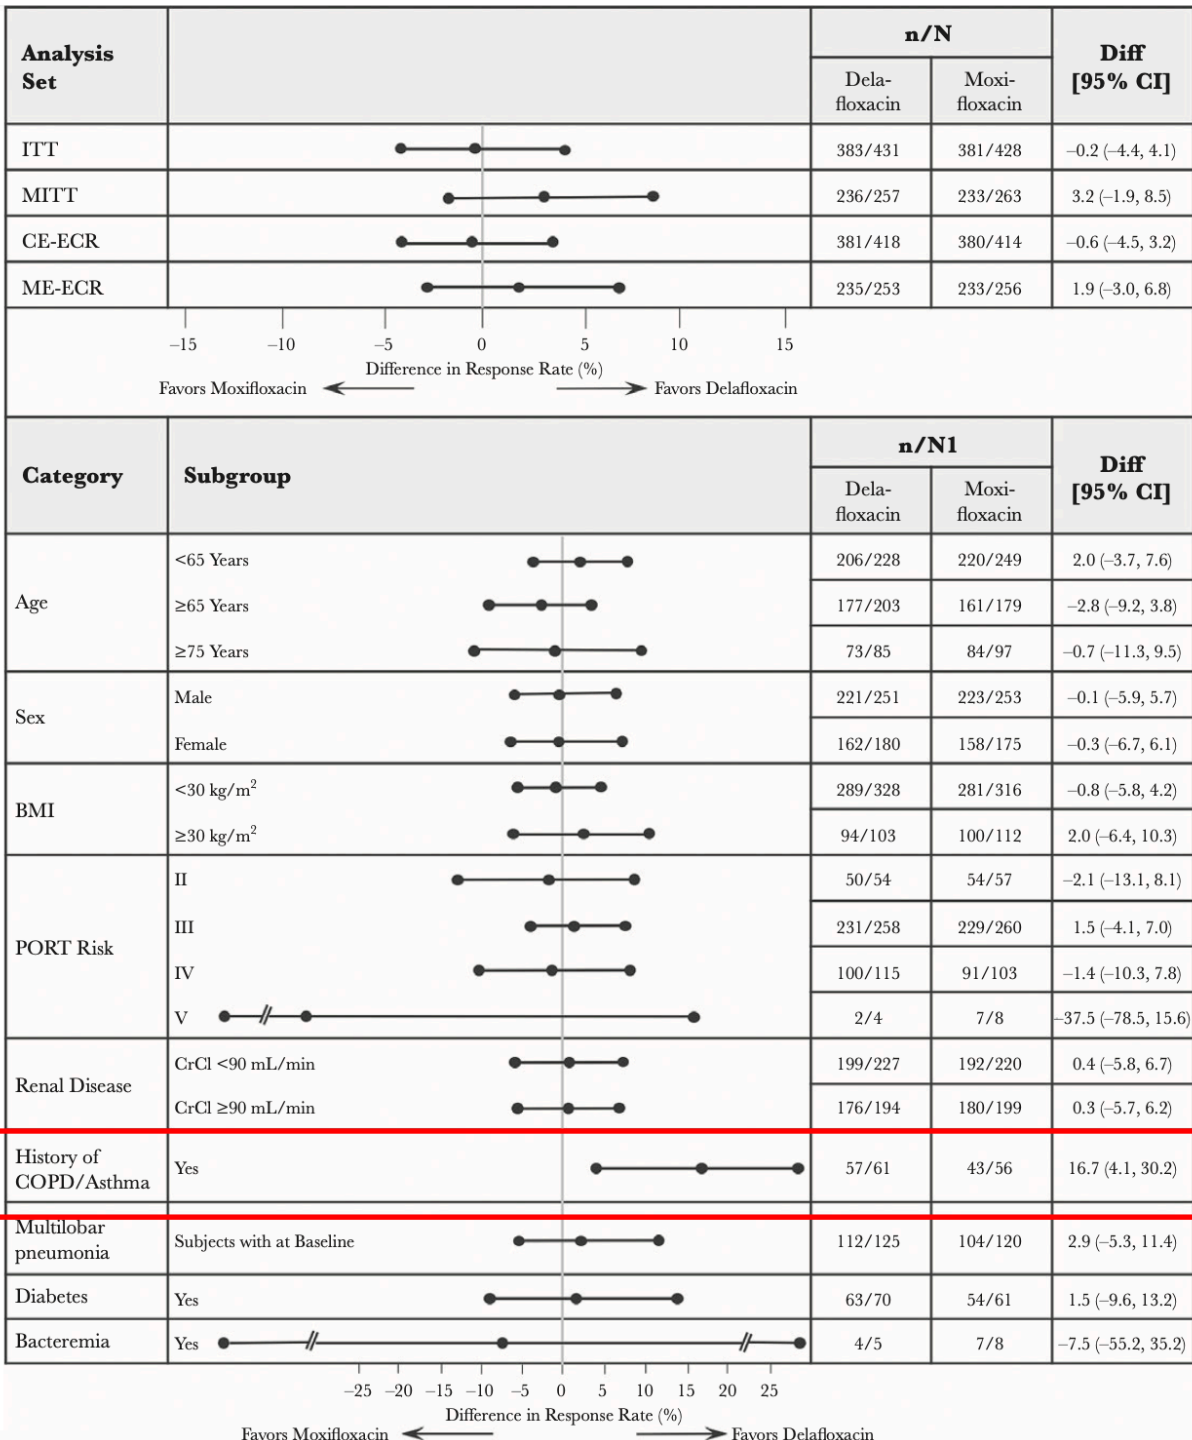 Analysis Set
n/N
Dela-floxacin
Moxi-floxacin
Diff [95% CI]
ITT 383/431 381/428 –0.2 (–4.4, 4.1)
MITT 236/257 233/263 3.2 (–1.9, 8.5)
CE-ECR 381/418 380/414 –0.6 (–4.5, 3.2)
ME-ECR 235/253 233/256 1.9 (–3.0, 6.8)
–15 –10 –5 0 5 10 15
Difference in Response Rate (%)
Favors Moxifloxacin Favors Delafloxacin
Category Subgroup
n/N1
Dela-floxacin
Moxi-floxacin
Diff [95% CI]
Age
<65 Years 206/228 220/249 2.0 (–3.7, 7.6)
≥65 Years 177/203 161/179 –2.8 (–9.2, 3.8)
≥75 Years 73/85 84/97 –0.7 (–11.3, 9.5)
Sex
Male 221/251 223/253 –0.1 (–5.9, 5.7)
Female 162/180 158/175 –0.3 (–6.7, 6.1)
BMI
<30 kg/m² 289/328 281/316 –0.8 (–5.8, 4.2)
≥30 kg/m² 94/103 100/112 2.0 (–6.4, 10.3)
PORT Risk
II 50/54 54/57 –2.1 (–13.1, 8.1)
III 231/258 229/260 1.5 (–4.1, 7.0)
IV 100/115 91/103 –1.4 (–10.3, 7.8)
V 2/4 7/8 –37.5 (–78.5, 15.6)
Renal Disease
CrCl <90 mL/min 199/227 192/220 0.4 (–5.8, 6.7)
CrCl ≥90 mL/min 176/194 180/199 0.3 (–5.7, 6.2)
History of COPD/Asthma
Yes 57/61 43/56 16.7 (4.1, 30.2)
Multilobar pneumonia
Subjects with at Baseline 112/125 104/120 2.9 (–5.3, 11.4)
Diabetes Yes 63/70 54/61 1.5 (–9.6, 13.2)
Bacteremia Yes 4/5 7/8 –7.5 (–55.2, 35.2)
–25 –20 –15 –10 –5 0 5 10 15 20 25
Difference in Response Rate (%)
Favors Moxifloxacin Favors Delafloxacin